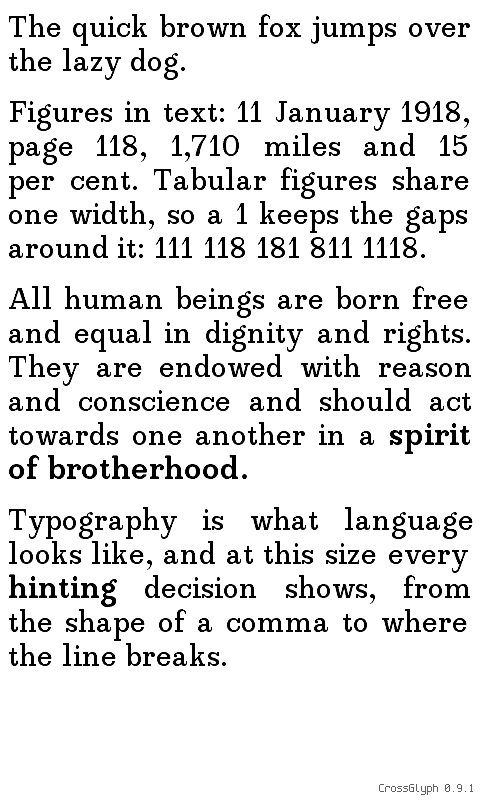 The quick brown fox jumps over
the lazy dog.
Figures in text: 11 January 1918,
page 118, 1,710 miles and 15
per cent. Tabular figures share
one width, so a 1 keeps the gaps
around it: 111 118 181 811 1118.
All human beings are born free
and equal in dignity and rights.
They are endowed with reason
and conscience and should act
towards one another in a spirit
of brotherhood.
Typography is what language
looks like, and at this size every
hinting decision shows, from
the shape of a comma to where
the line breaks.
CrossGlyph 0.9.1